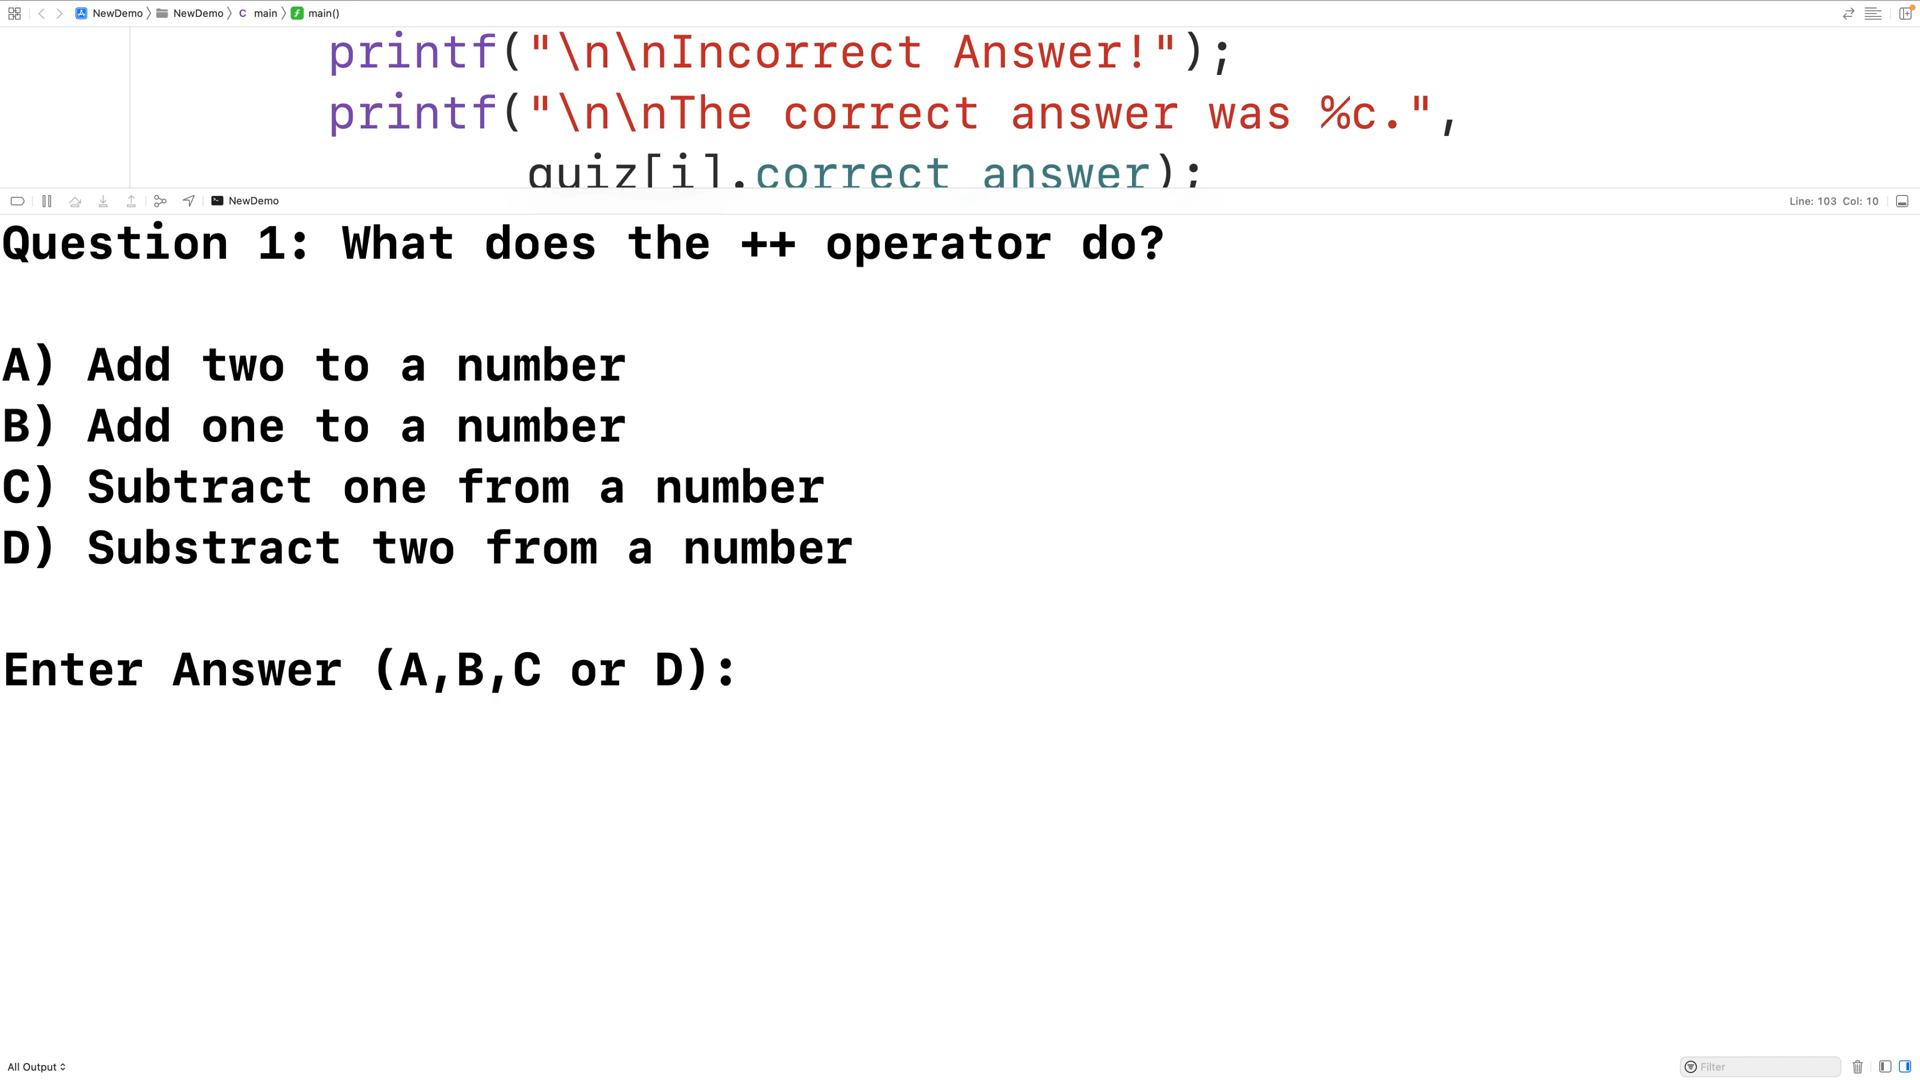 NewDemo NewDemo C main f main()
printf("\n\nIncorrect Answer!");
printf("\n\nThe correct answer was %c.",
quiz[i].correct_answer);
NewDemo Line: 103 Col: 10
Question 1: What does the ++ operator do?
A) Add two to a number
B) Add one to a number
C) Subtract one from a number
D) Substract two from a number
Enter Answer (A,B,C or D):
All Output Filter